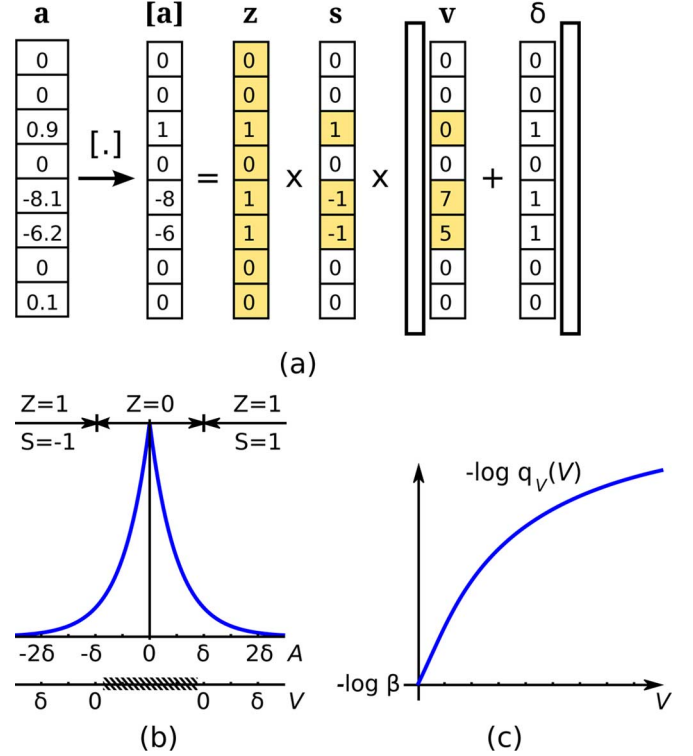 a [a] z s v δ
0 0 0 0 0 0
0 0 0 0 0 0
0.9 1 1 1 0 1
[.] = x x +
0 0 0 0 0 0
-8.1 -8 1 -1 7 1
-6.2 -6 1 -1 5 1
0 0 0 0 0 0
0.1 0 0 0 0 0
(a)
Z=1 Z=0 Z=1
S=-1 S=1
-2δ -δ 0 δ 2δ A
δ 0 0 δ V
(b)
-log q_V(V)
-log β
V
(c)